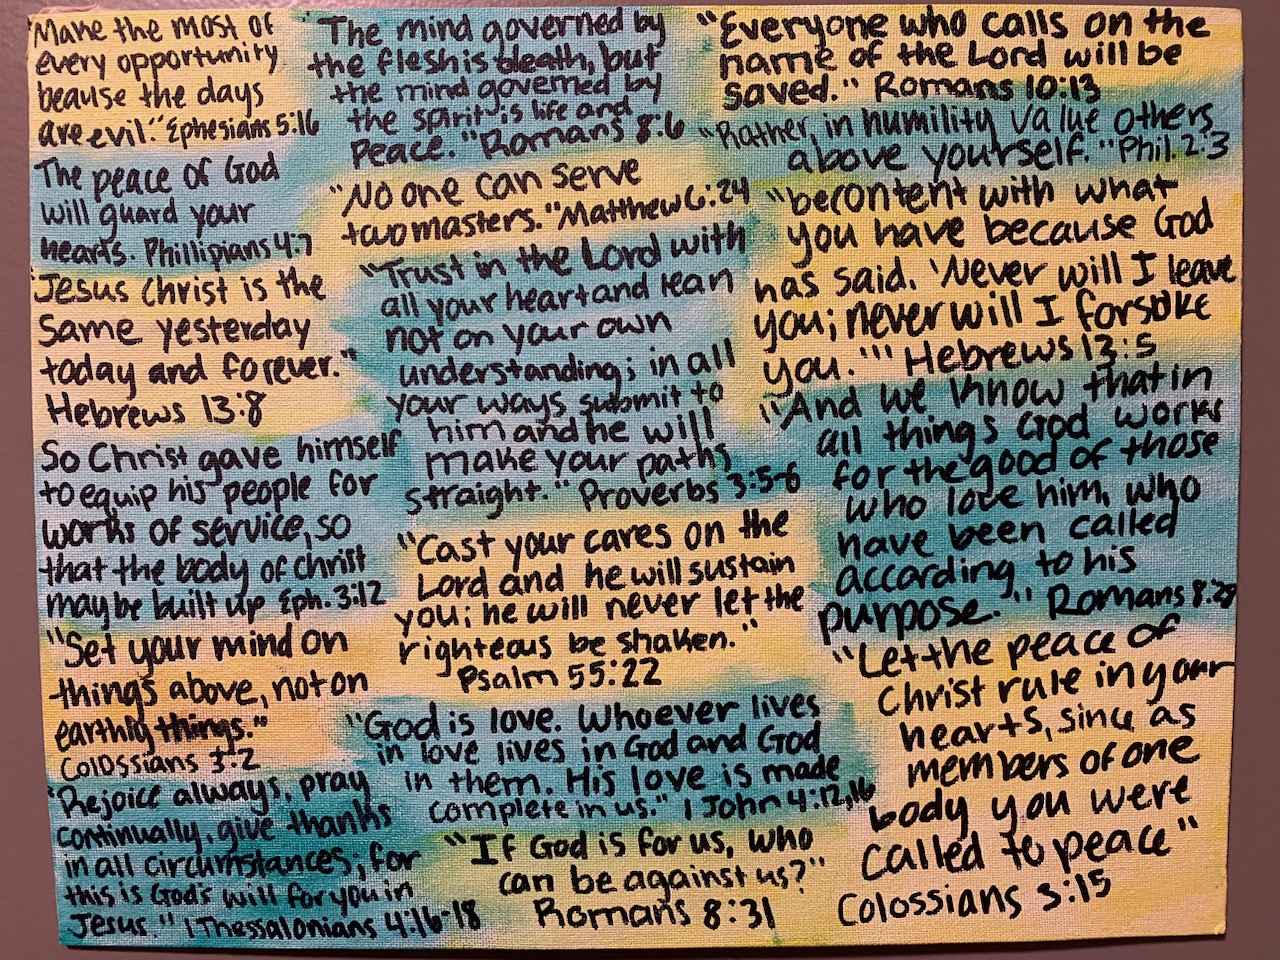 Make the most of
every opportunity
beause the days
are evil." Ephesians 5:16
The peace of God
will guard your
hearts. Phillipians 4:7
"Jesus Christ is the
Same yesterday
today and forever."
Hebrews 13:8
So Christ gave himself
to equip his people for
works of service, so
that the body of christ
may be built up Eph. 3:12
"Set your mind on
things above, not on
earthly things."
Colossians 3:2
"Rejoice always, pray
continually, give thanks
in all circumstances; for
this is God's will for you in
Jesus." 1 Thessalonians 4:16-18
"The mind governed by
the flesh is death, but
the mind governed by
the spirit is life and
Peace." Romans 8:6
"No one can serve
two masters." Matthew 6:24
"Trust in the Lord with
all your heart and lean
not on your own
understanding; in all
your ways submit to
him and he will
make your paths
straight." Proverbs 3:5-6
"Cast your cares on the
Lord and he will sustain
you; he will never let the
righteous be shaken."
Psalm 55:22
"God is love. Whoever lives
in love lives in God and God
in them. His love is made
complete in us." 1 John 4:12,16
"If God is for us, who
can be against us?"
Romans 8:31
"Everyone who calls on the
name of the Lord will be
saved." Romans 10:13
"Rather, in humility value others
above yourself." Phil. 2:3
"be content with what
you have because God
has said, 'Never will I leave
you; never will I forsake
you.'" Hebrews 13:5
"And we know that in
all things God works
for the good of those
who love him, who
have been called
according to his
purpose." Romans 8:28
"Let the peace of
Christ rule in your
hearts, since as
members of one
body you were
called to peace"
Colossians 3:15